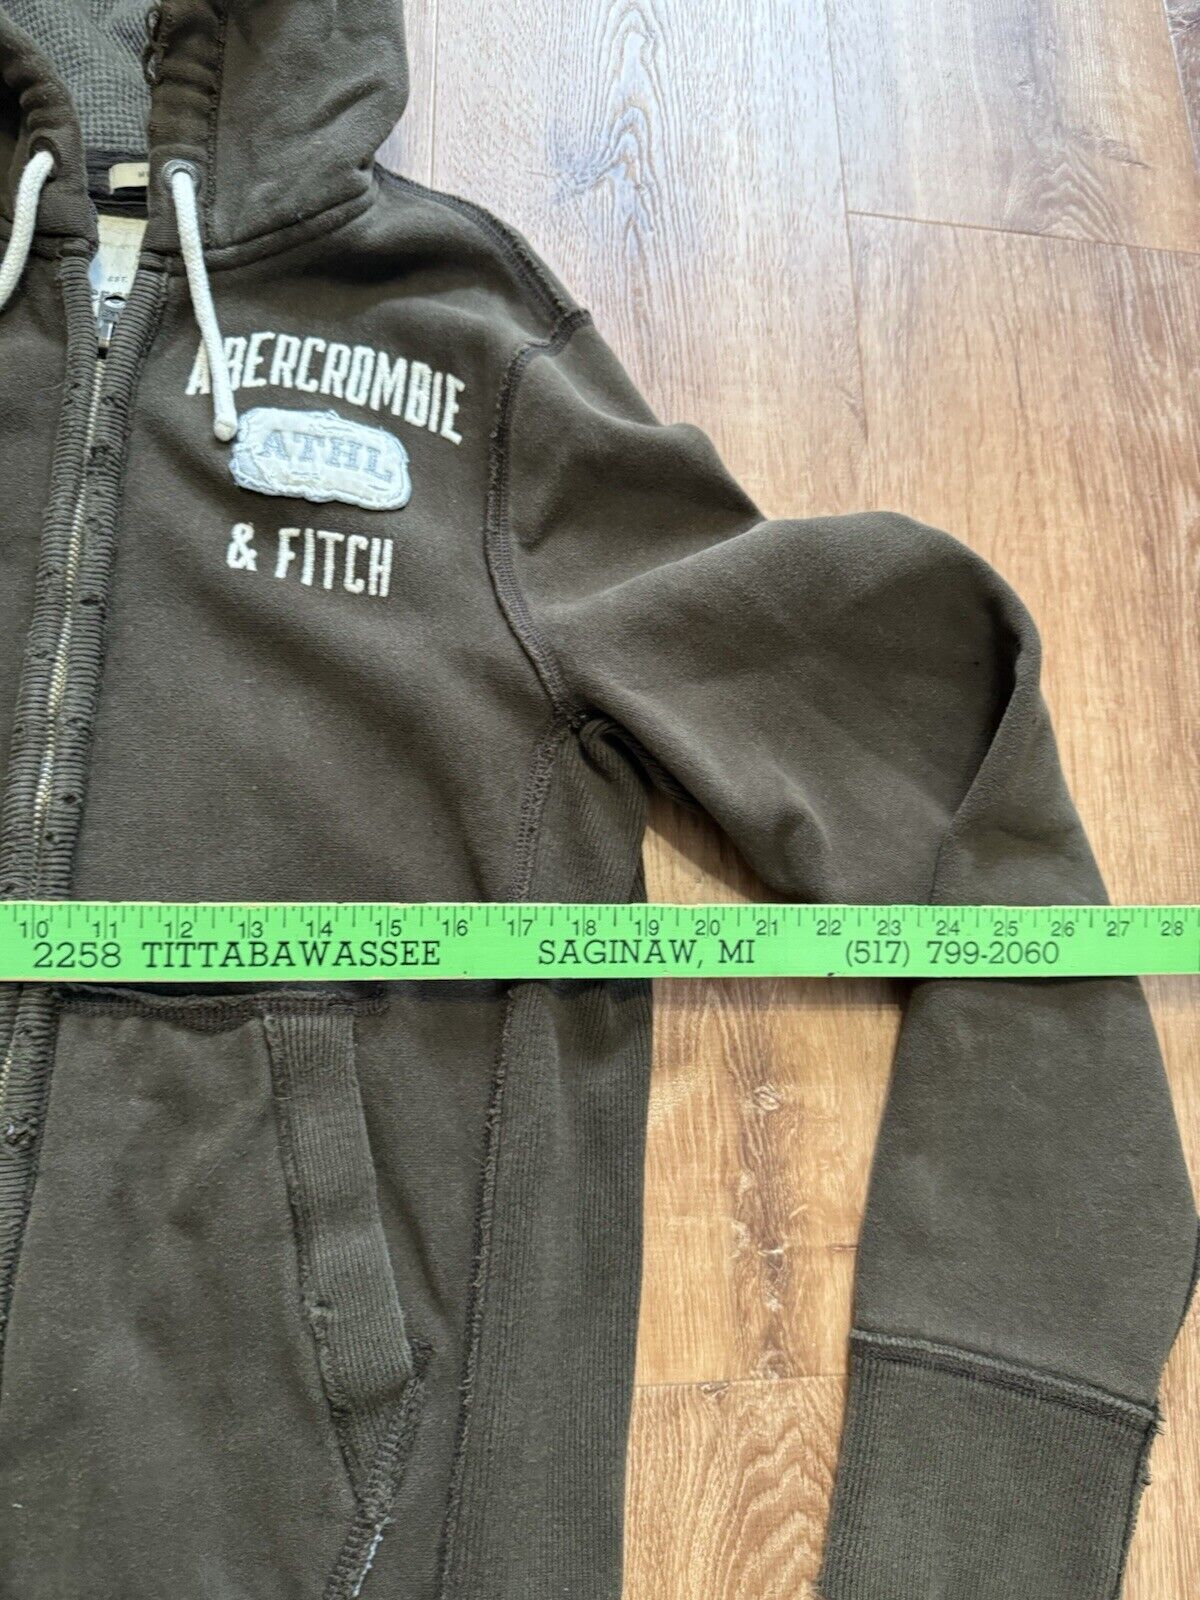 EST.
ABERCROMBIE
ATHL
& FITCH
10 11 12 13 14 15 16 17 18 19 20 21 22 23 24 25 26 27 28
2258 TITTABAWASSEE SAGINAW, MI (517) 799-2060